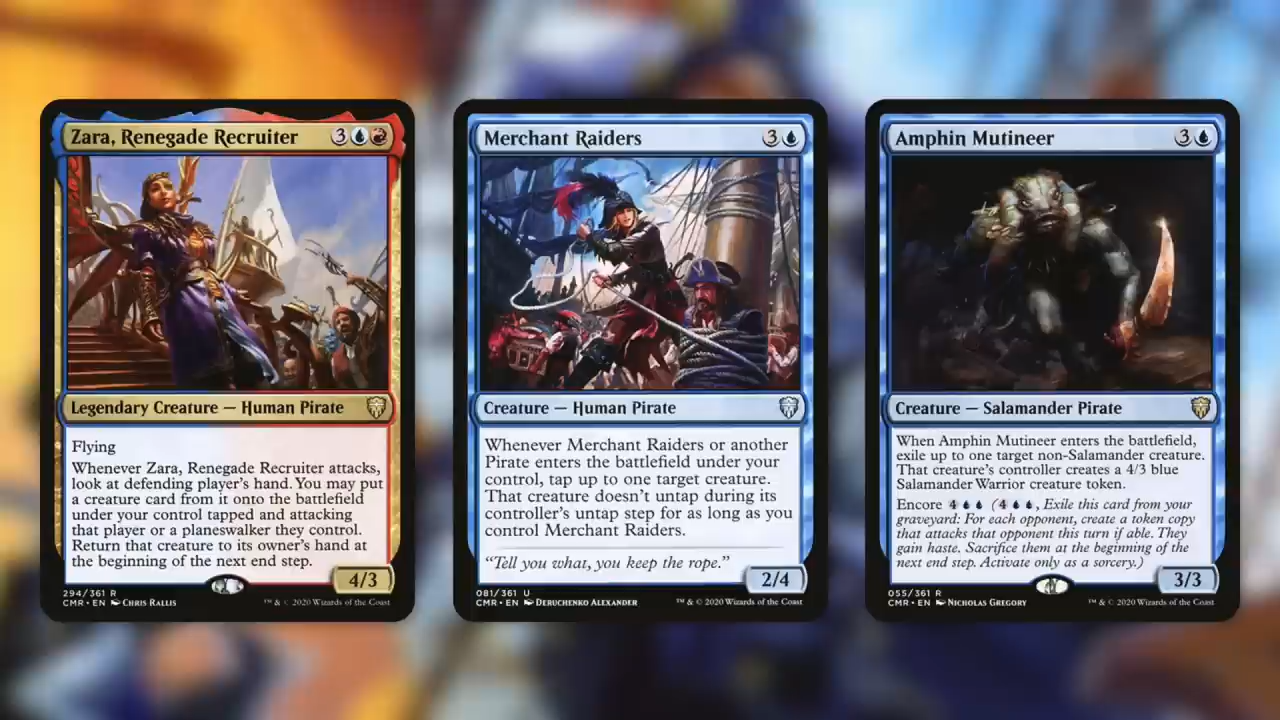 Zara, Renegade Recruiter 3
Legendary Creature — Human Pirate
Flying
Whenever Zara, Renegade Recruiter attacks,
look at defending player's hand. You may put
a creature card from it onto the battlefield
under your control tapped and attacking
that player or a planeswalker they control.
Return that creature to its owner's hand at
the beginning of the next end step.
4/3
294/361 R
CMR • EN Chris Rallis
™ & © 2020 Wizards of the Coast
Merchant Raiders 3
Creature — Human Pirate
Whenever Merchant Raiders or another
Pirate enters the battlefield under your
control, tap up to one target creature.
That creature doesn't untap during its
controller's untap step for as long as you
control Merchant Raiders.
"Tell you what, you keep the rope."
2/4
081/361 U
CMR • EN Deruchenko Alexander
™ & © 2020 Wizards of the Coast
Amphin Mutineer 3
Creature — Salamander Pirate
When Amphin Mutineer enters the battlefield,
exile up to one target non-Salamander creature.
That creature's controller creates a 4/3 blue
Salamander Warrior creature token.
Encore 4 (4, Exile this card from your
graveyard: For each opponent, create a token copy
that attacks that opponent this turn if able. They
gain haste. Sacrifice them at the beginning of the
next end step. Activate only as a sorcery.)
3/3
055/361 R
CMR • EN Nicholas Gregory
™ & © 2020 Wizards of the Coast